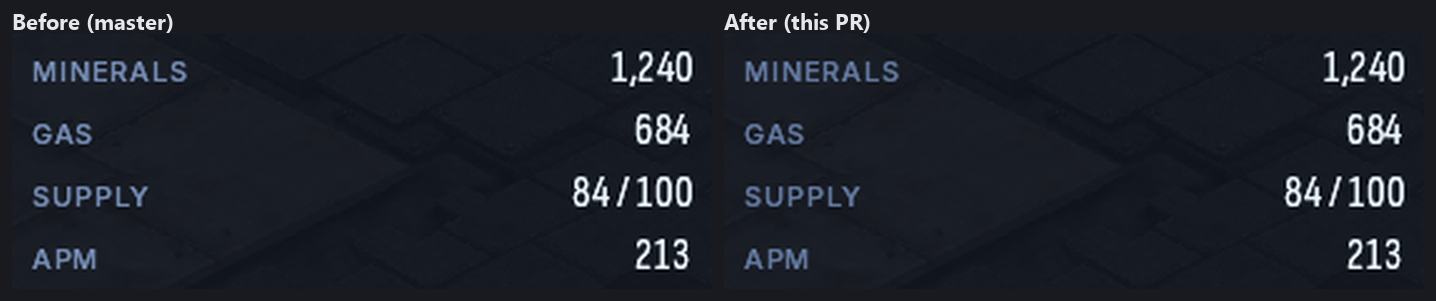 Before (master)
MINERALS 1,240
GAS 684
SUPPLY 84/100
APM 213
After (this PR)
MINERALS 1,240
GAS 684
SUPPLY 84/100
APM 213